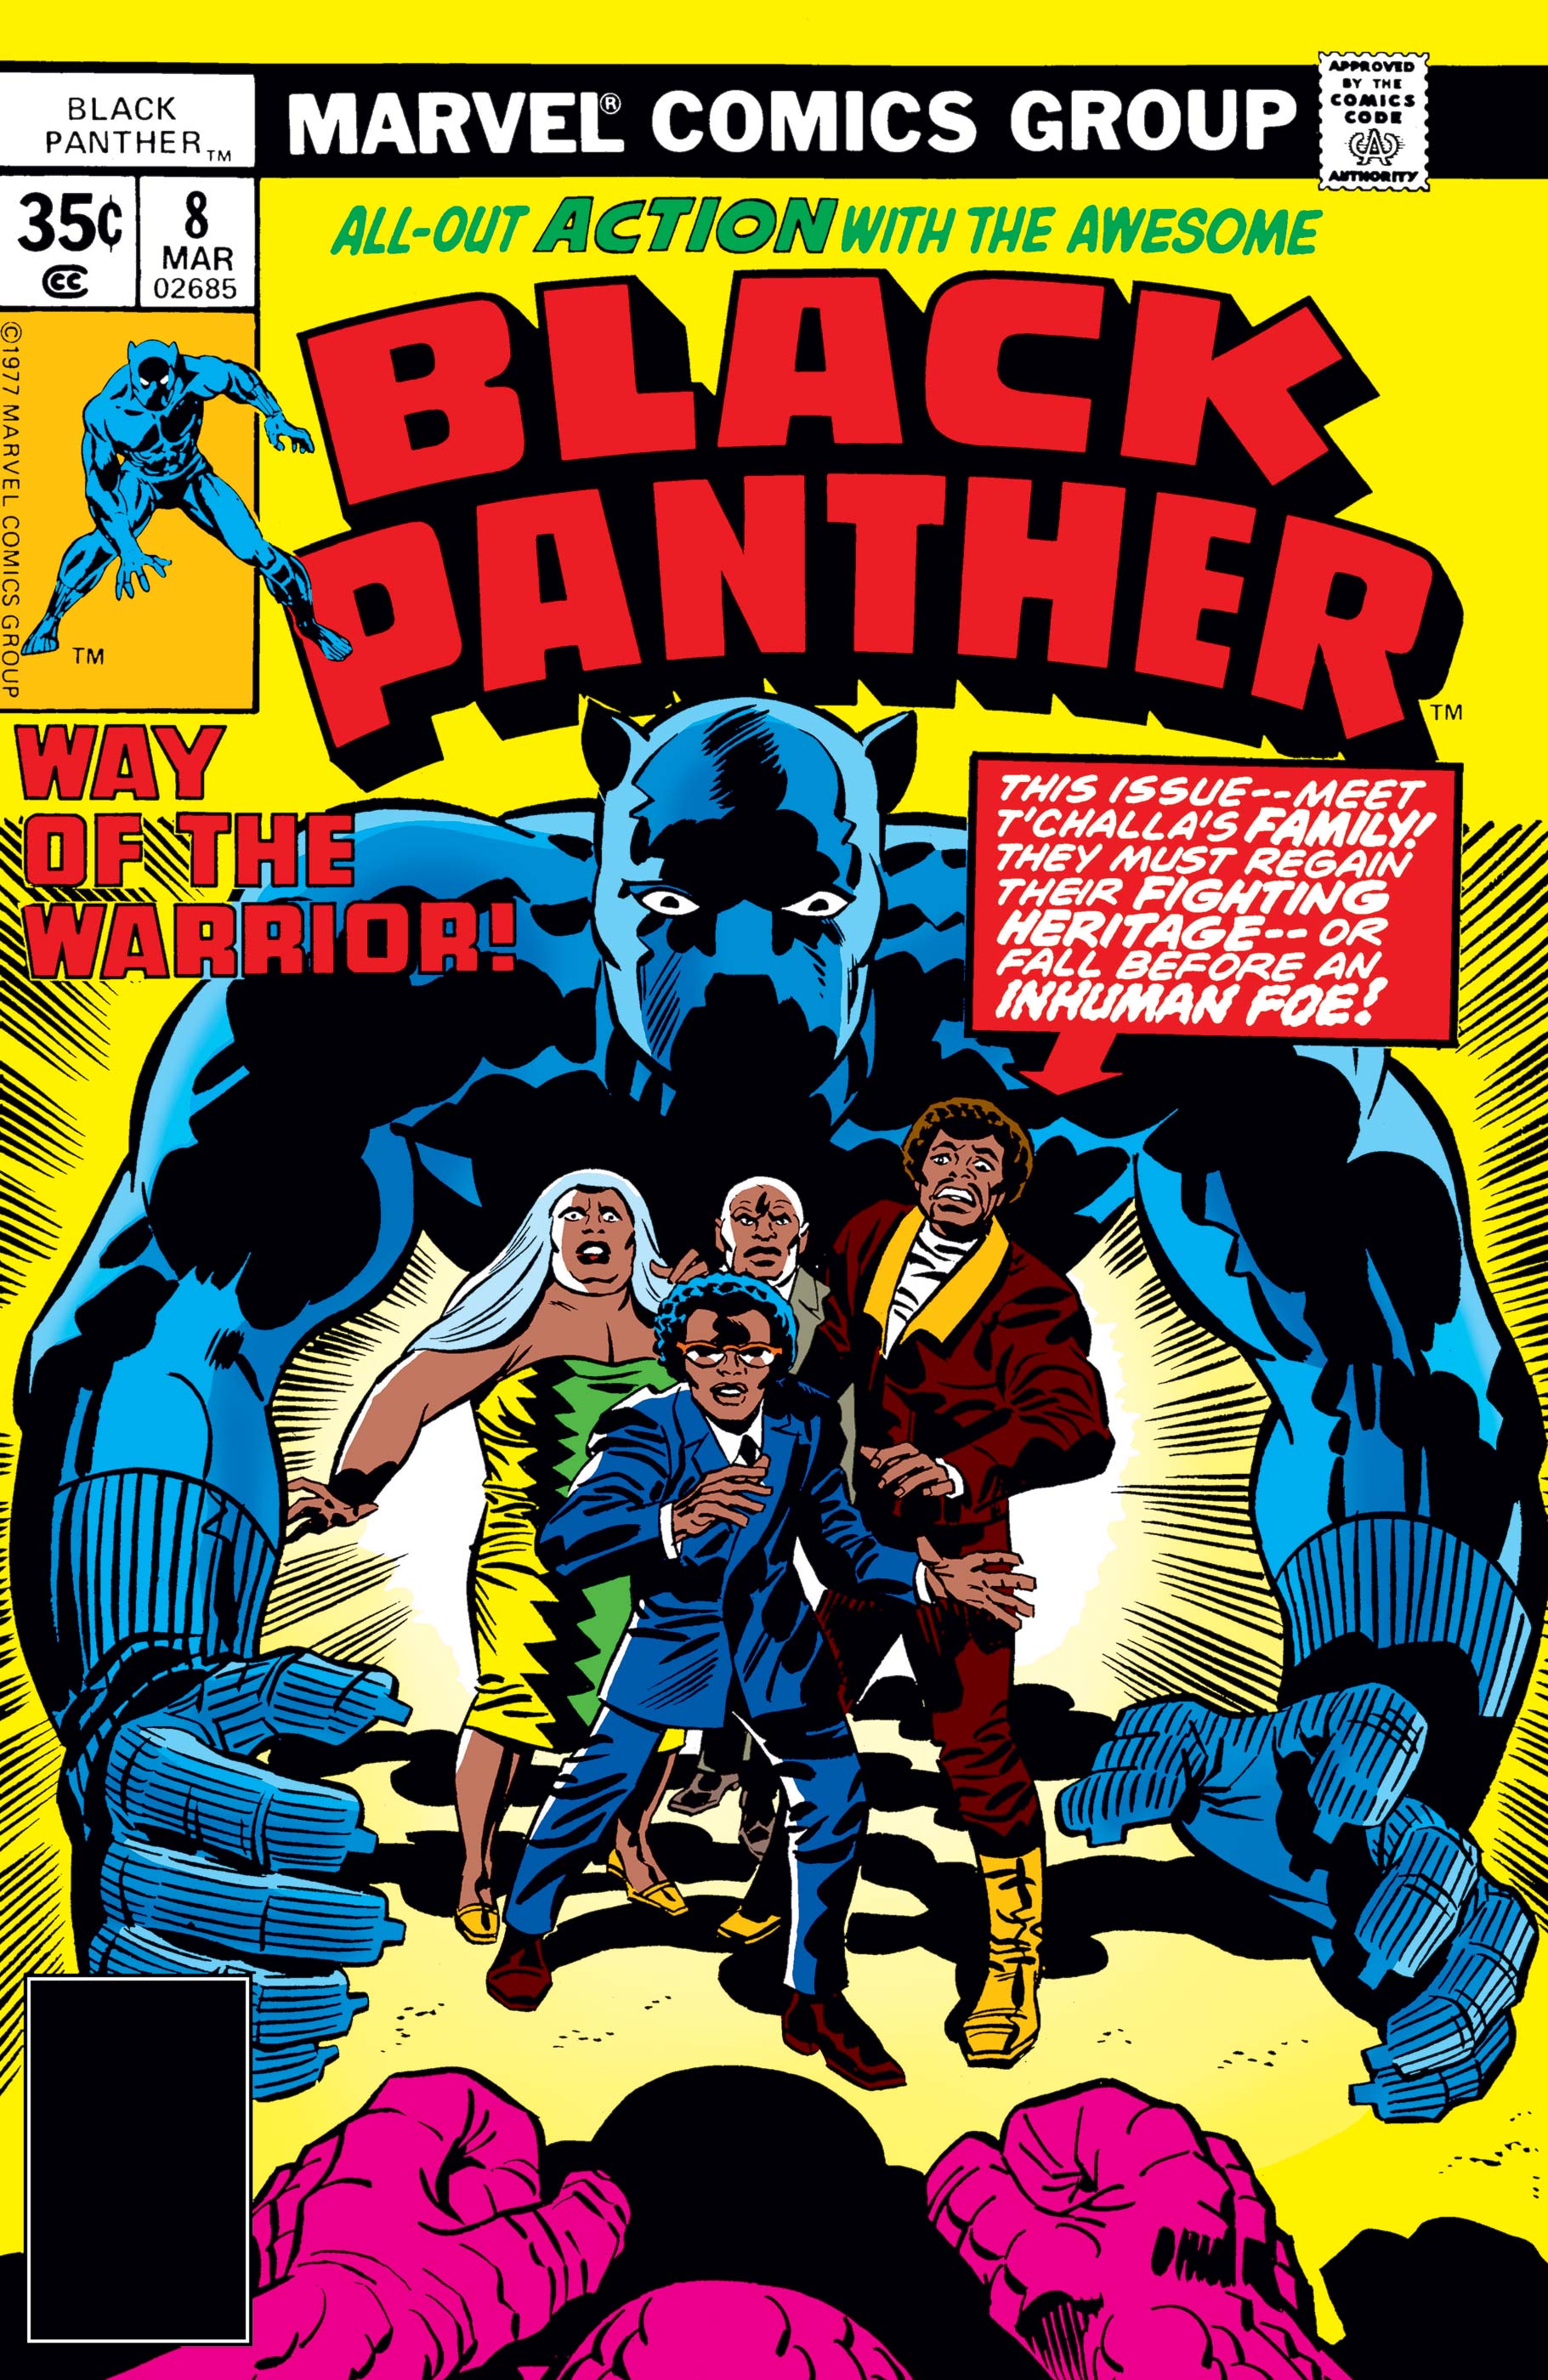 BLACK
PANTHER™
MARVEL® COMICS GROUP
APPROVED
BY THE
COMICS
CODE
AUTHORITY
35¢
CC
8
MAR
02685
ALL-OUT ACTION WITH THE AWESOME
BLACK
PANTHER
TM
©1977 MARVEL COMICS GROUP
TM
WAY
OF THE
WARRIOR!
THIS ISSUE--MEET
T'CHALLA'S FAMILY!
THEY MUST REGAIN
THEIR FIGHTING
HERITAGE--OR
FALL BEFORE AN
INHUMAN FOE!